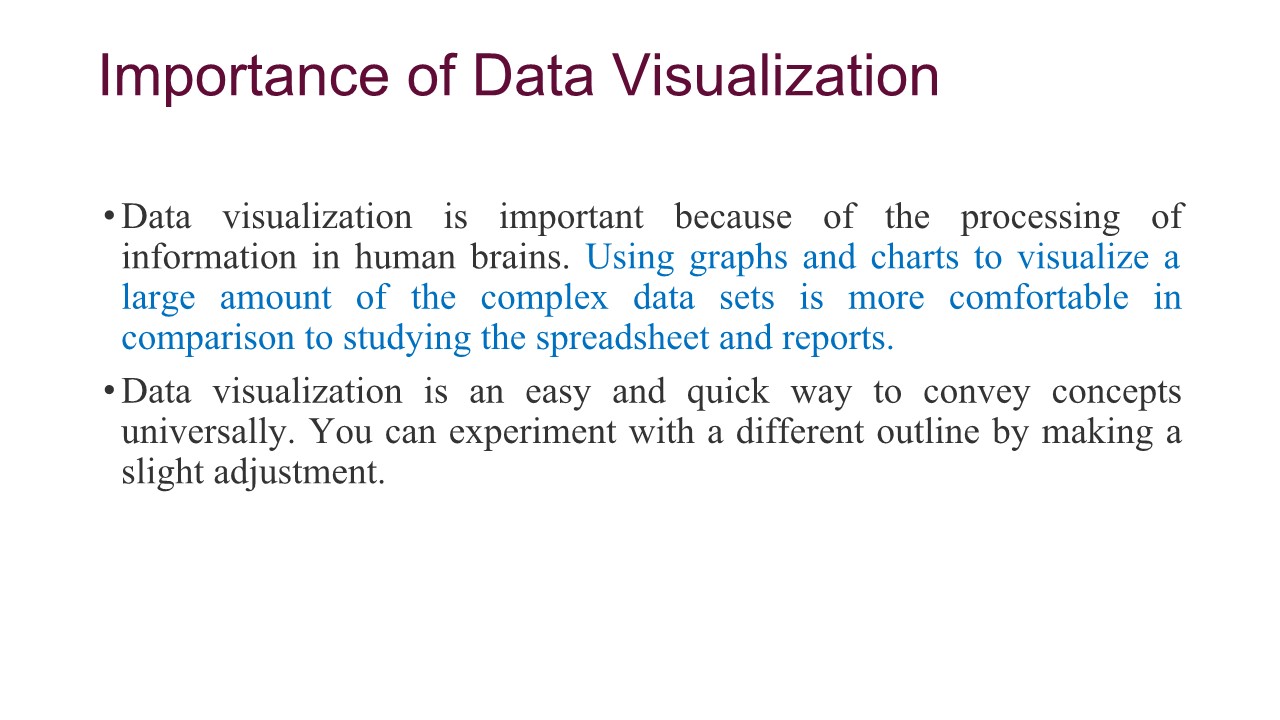 Importance of Data Visualization
• Data visualization is important because of the processing of
information in human brains. Using graphs and charts to visualize a
large amount of the complex data sets is more comfortable in
comparison to studying the spreadsheet and reports.
• Data visualization is an easy and quick way to convey concepts
universally. You can experiment with a different outline by making a
slight adjustment.